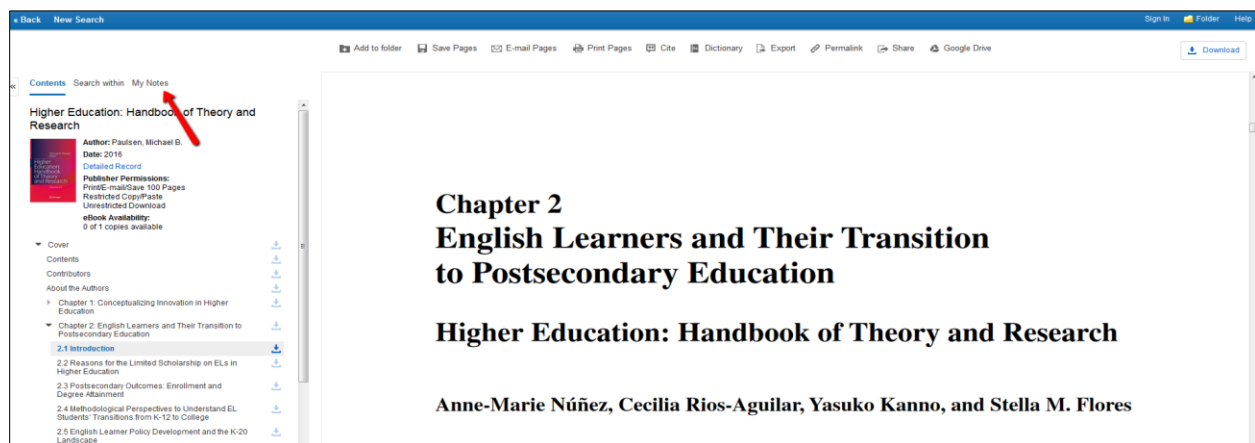 « Back New Search Sign In Folder Help
Add to folder Save Pages E-mail Pages Print Pages Cite Dictionary Export Permalink Share Google Drive Download
« Contents Search within My Notes
Higher Education: Handbook of Theory and
Research
Author: Paulsen, Michael B.
Date: 2016
Detailed Record
Publisher Permissions:
Print/E-mail/Save 100 Pages
Restricted Copy/Paste
Unrestricted Download
eBook Availability:
0 of 1 copies available
Cover
Contents
Contributors
About the Authors
Chapter 1: Conceptualizing Innovation in Higher
Education
Chapter 2: English Learners and Their Transition to
Postsecondary Education
2.1 Introduction
2.2 Reasons for the Limited Scholarship on ELs in
Higher Education
2.3 Postsecondary Outcomes: Enrollment and
Degree Attainment
2.4 Methodological Perspectives to Understand EL
Students' Transitions from K-12 to College
2.5 English Learner Policy Development and the K-20
Landscape
Chapter 2
English Learners and Their Transition
to Postsecondary Education
Higher Education: Handbook of Theory and Research
Anne-Marie Núñez, Cecilia Rios-Aguilar, Yasuko Kanno, and Stella M. Flores